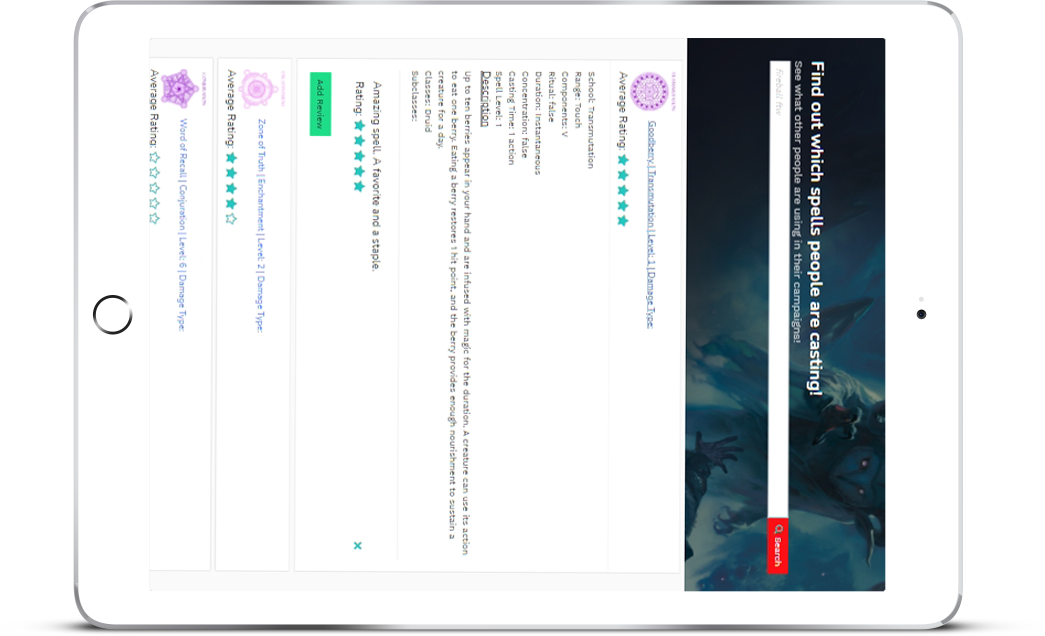 Find out which spells people are casting!
See what other people are using in their campaigns!
fireball ftw
Search
Goodberry | Transmutation | Level: 1 | Damage Type:
Average Rating:
School: Transmutation
Range: Touch
Components: V
Ritual: false
Duration: Instantaneous
Concentration: false
Casting Time: 1 action
Spell Level: 1
Description
Up to ten berries appear in your hand and are infused with magic for the duration. A creature can use its action
to eat one berry. Eating a berry restores 1 hit point, and the berry provides enough nourishment to sustain a
creature for a day.
Classes: Druid
Subclasses:
Amazing spell. A favorite and a staple.
Rating:
Add Review
Zone of Truth | Enchantment | Level: 2 | Damage Type:
Average Rating:
Word of Recall | Conjuration | Level: 6 | Damage Type:
Average Rating: